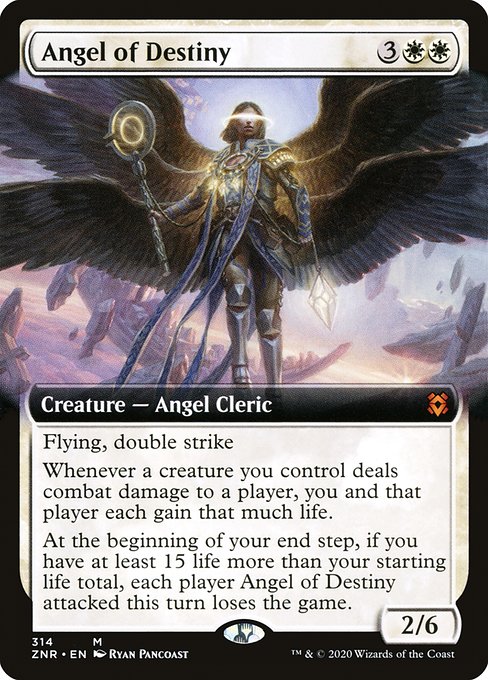 Angel of Destiny 3
Creature — Angel Cleric
Flying, double strike
Whenever a creature you control deals
combat damage to a player, you and that
player each gain that much life.
At the beginning of your end step, if you
have at least 15 life more than your starting
life total, each player Angel of Destiny
attacked this turn loses the game.
2/6
314 M
ZNR • EN Ryan Pancoast ™ & © 2020 Wizards of the Coast